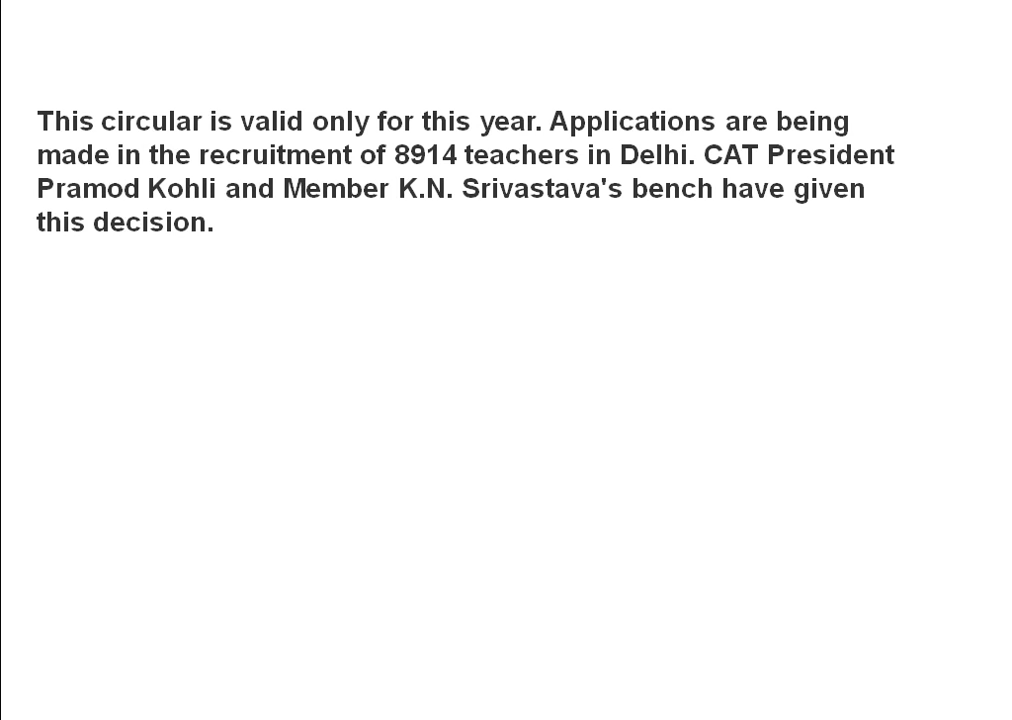 This circular is valid only for this year. Applications are being
made in the recruitment of 8914 teachers in Delhi. CAT President
Pramod Kohli and Member K.N. Srivastava's bench have given
this decision.